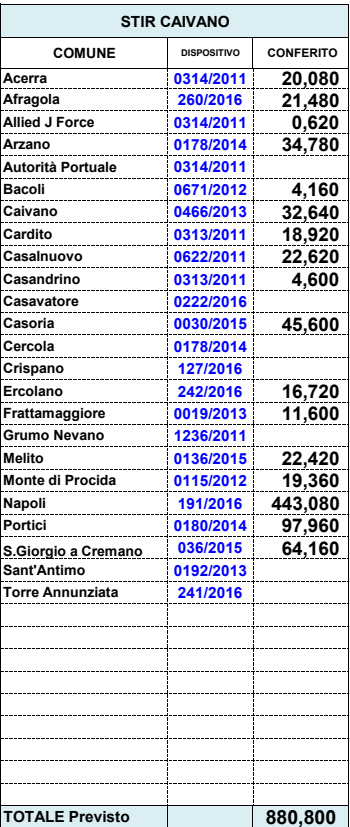 STIR CAIVANO
COMUNE DISPOSITIVO CONFERITO
Acerra 0314/2011 20,080
Afragola 260/2016 21,480
Allied J Force 0314/2011 0,620
Arzano 0178/2014 34,780
Autorità Portuale 0314/2011
Bacoli 0671/2012 4,160
Caivano 0466/2013 32,640
Cardito 0313/2011 18,920
Casalnuovo 0622/2011 22,620
Casandrino 0313/2011 4,600
Casavatore 0222/2016
Casoria 0030/2015 45,600
Cercola 0178/2014
Crispano 127/2016
Ercolano 242/2016 16,720
Frattamaggiore 0019/2013 11,600
Grumo Nevano 1236/2011
Melito 0136/2015 22,420
Monte di Procida 0115/2012 19,360
Napoli 191/2016 443,080
Portici 0180/2014 97,960
S.Giorgio a Cremano 036/2015 64,160
Sant'Antimo 0192/2013
Torre Annunziata 241/2016
TOTALE Previsto 880,800